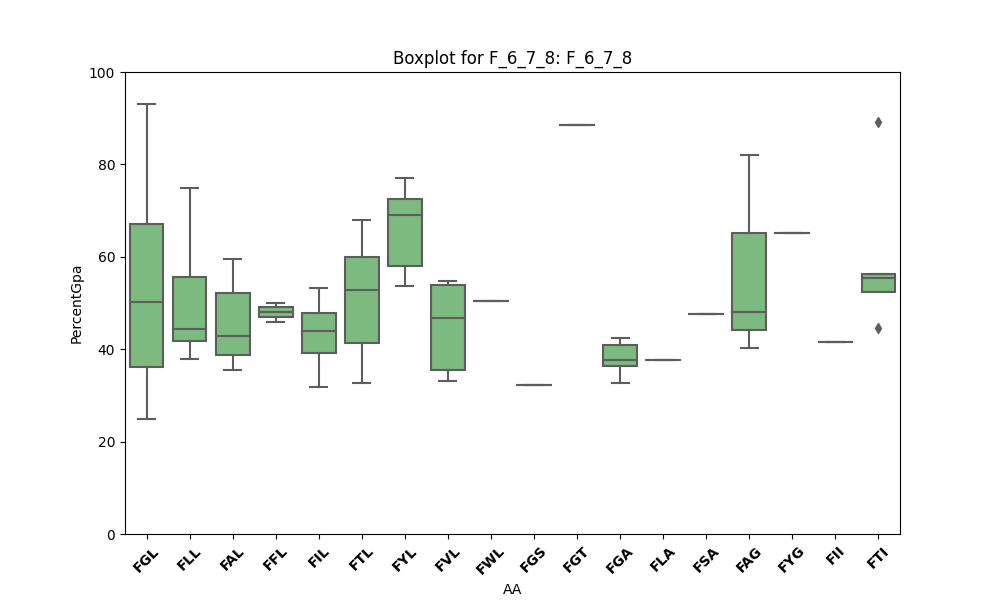 Boxplot for F_6_7_8: F_6_7_8
100
80
60
40
20
0
PercentGpa
FGL FLL FAL FFL FIL FTL FYL FVL FWL FGS FGT FGA FLA FSA FAG FYG FII FTI
AA